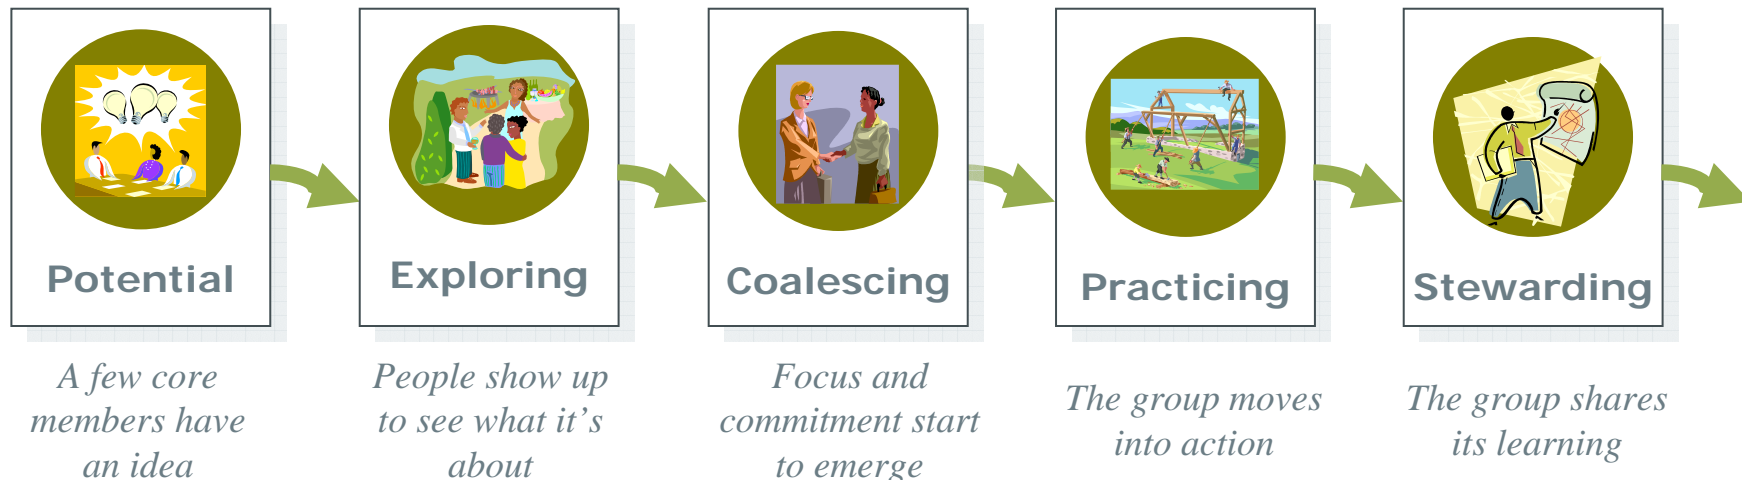 Potential
A few core
members have
an idea
Exploring
People show up
to see what it’s
about
Coalescing
Focus and
commitment start
to emerge
Practicing
The group moves
into action
Stewarding
The group shares
its learning